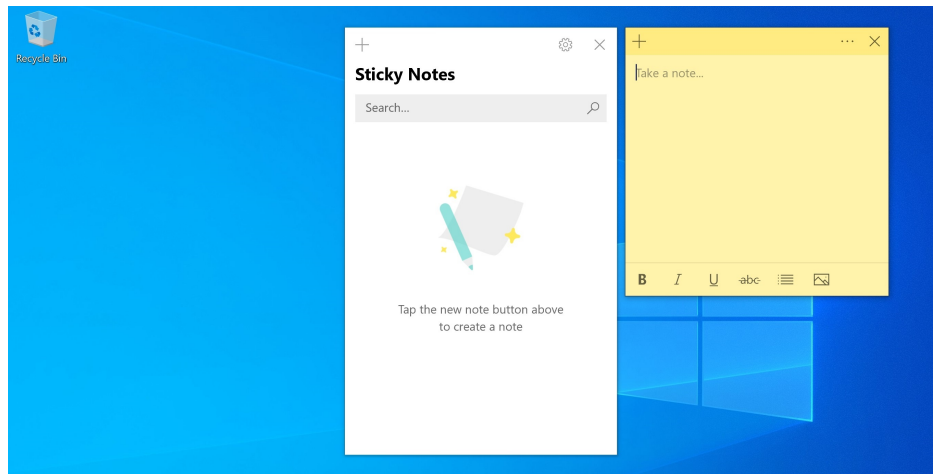 Recycle Bin
Sticky Notes
Search...
Tap the new note button above
to create a note
Take a note...
B I U abc